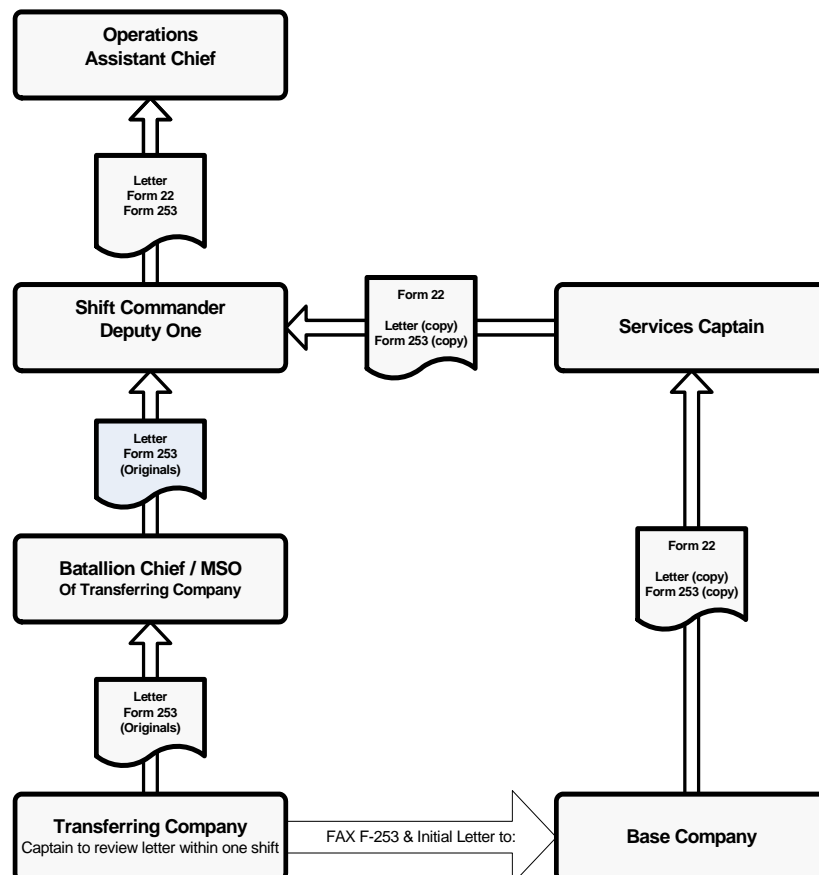 Operations
Assistant Chief
Letter
Form 22
Form 253
Shift Commander
Deputy One
Form 22
Letter (copy)
Form 253 (copy)
Services Captain
Letter
Form 253
(Originals)
Batallion Chief / MSO
Of Transferring Company
Form 22
Letter (copy)
Form 253 (copy)
Letter
Form 253
(Originals)
Transferring Company
Captain to review letter within one shift
FAX F-253 & Initial Letter to:
Base Company